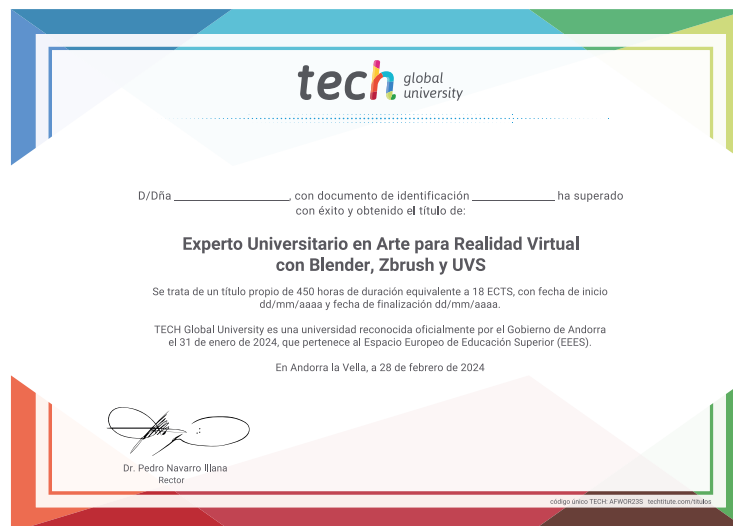 tech global
university
D/Dña ________________, con documento de identificación ____________ ha superado
con éxito y obtenido el título de:
Experto Universitario en Arte para Realidad Virtual
con Blender, Zbrush y UVS
Se trata de un título propio de 450 horas de duración equivalente a 18 ECTS, con fecha de inicio
dd/mm/aaaa y fecha de finalización dd/mm/aaaa.
TECH Global University es una universidad reconocida oficialmente por el Gobierno de Andorra
el 31 de enero de 2024, que pertenece al Espacio Europeo de Educación Superior (EEES).
En Andorra la Vella, a 28 de febrero de 2024
Dr. Pedro Navarro Illana
Rector
código único TECH: AFWOR23S techtitute.com/titulos